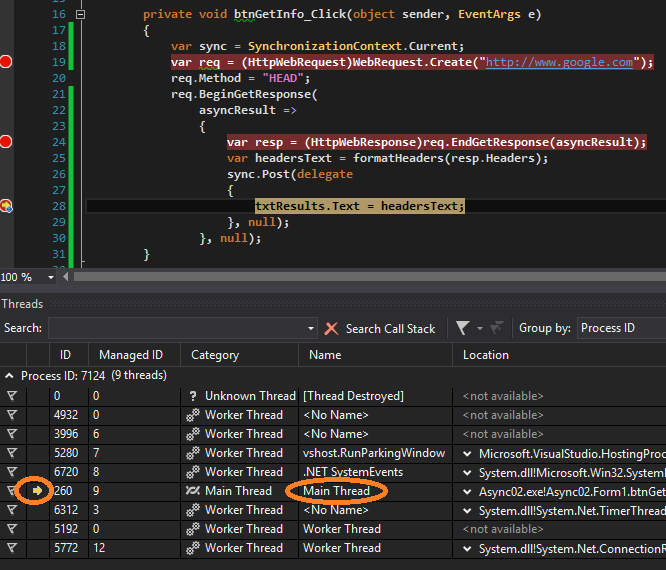 16 private void btnGetInfo_Click(object sender, EventArgs e)
17 {
18 var sync = SynchronizationContext.Current;
19 var req = (HttpWebRequest)WebRequest.Create("http://www.google.com");
20 req.Method = "HEAD";
21 req.BeginGetResponse(
22 asyncResult =>
23 {
24 var resp = (HttpWebResponse)req.EndGetResponse(asyncResult);
25 var headersText = formatHeaders(resp.Headers);
26 sync.Post(delegate
27 {
28 txtResults.Text = headersText;
29 }, null);
30 }, null);
31 }
100 %
Threads
Search: Search Call Stack Group by: Process ID
ID Managed ID Category Name Location
Process ID: 7124 (9 threads)
0 0 ? Unknown Thread [Thread Destroyed] <not available>
4932 0 Worker Thread <No Name> <not available>
3996 6 Worker Thread <No Name> <not available>
5280 7 Worker Thread vshost.RunParkingWindow Microsoft.VisualStudio.HostingProc
6720 8 Worker Thread .NET SystemEvents System.dll!Microsoft.Win32.System
260 9 Main Thread Main Thread Async02.exe!Async02.Form1.btnGet
6312 3 Worker Thread <No Name> System.dll!System.Net.TimerThread
5192 0 Worker Thread Worker Thread <not available>
5772 12 Worker Thread Worker Thread System.dll!System.Net.ConnectionP